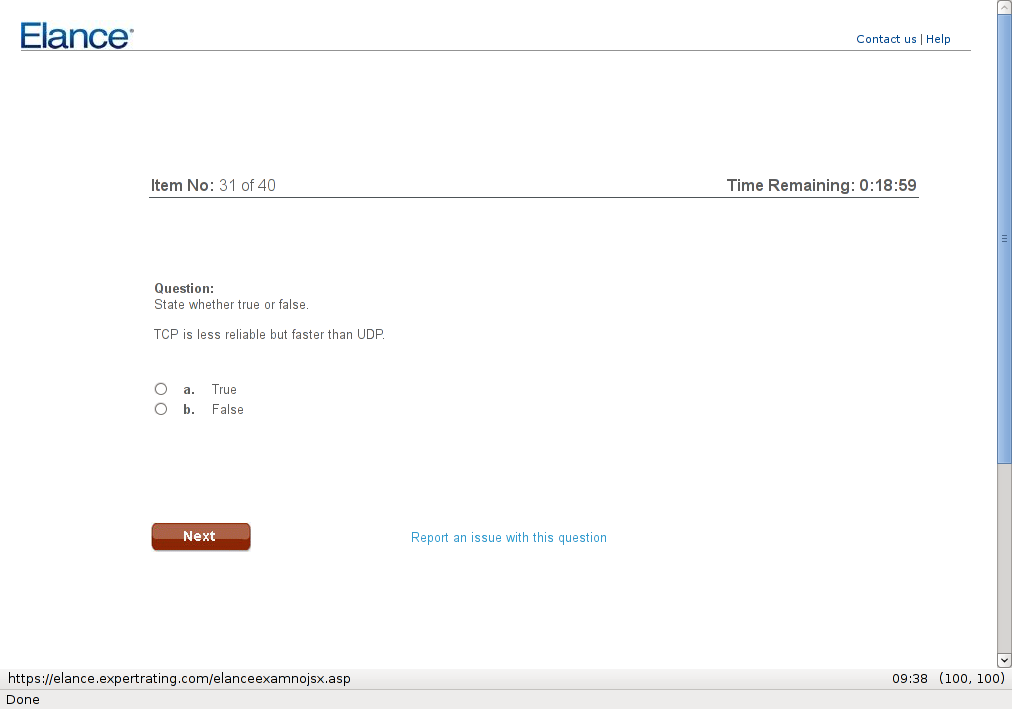 Elance®
Contact us | Help
Item No: 31 of 40 Time Remaining: 0:18:59
Question:
State whether true or false.
TCP is less reliable but faster than UDP.
a. True
b. False
Next Report an issue with this question
https://elance.expertrating.com/elanceexamnojsx.asp 09:38 (100, 100)
Done